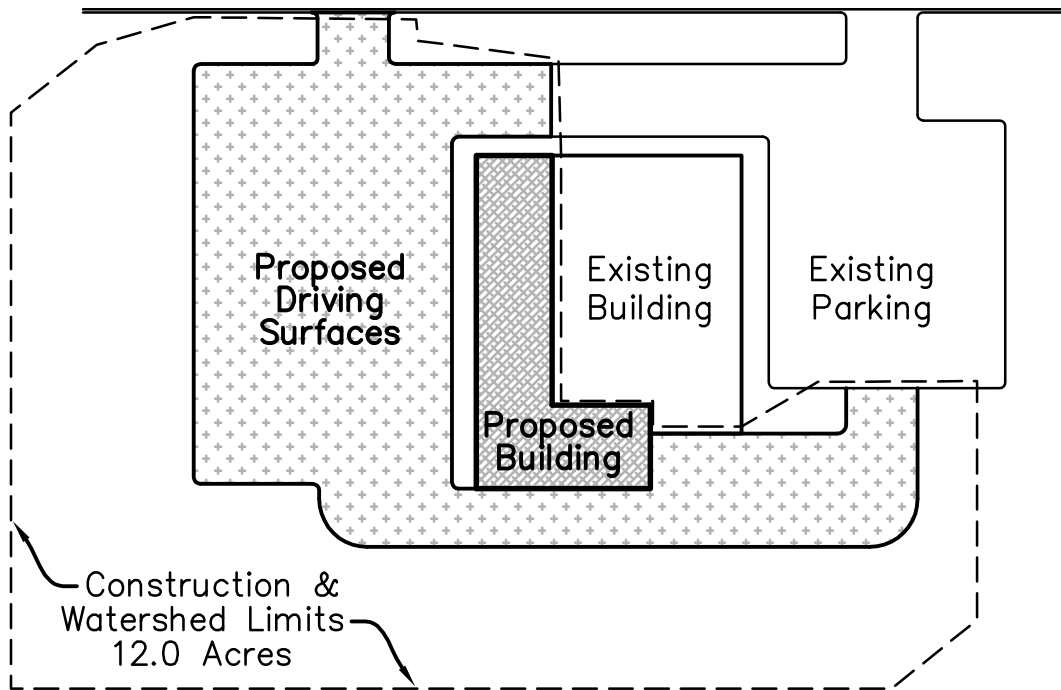 Proposed
Driving
Surfaces
Existing
Building
Existing
Parking
Proposed
Building
Construction &
Watershed Limits
12.0 Acres